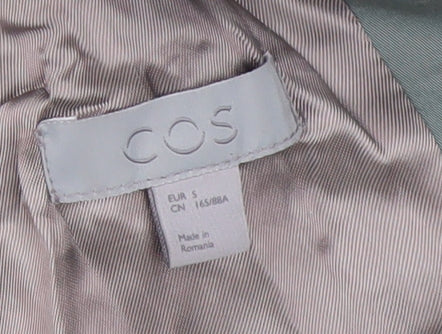 COS
EUR S
CN 165/88A
Made in
Romania